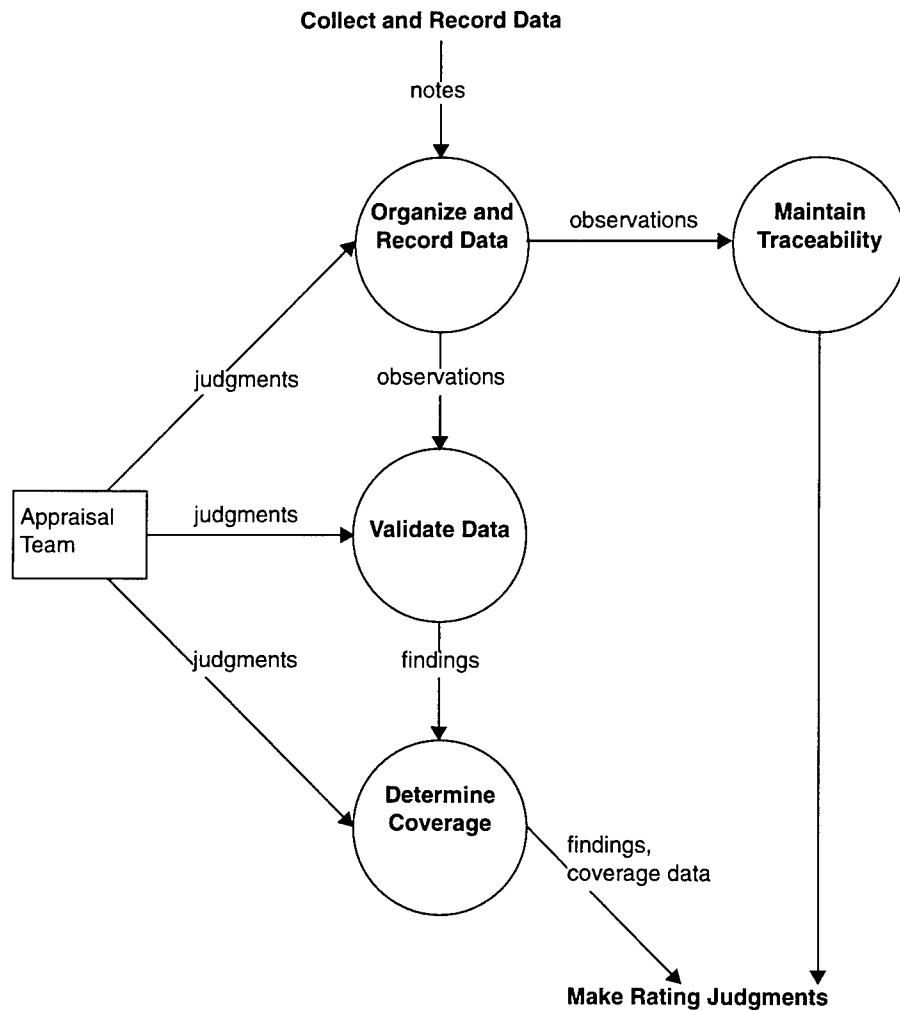 Collect and Record Data
notes
Organize and
Record Data
observations
Maintain
Traceability
judgments
observations
Appraisal
Team
judgments
Validate Data
judgments
findings
Determine
Coverage
findings,
coverage data
Make Rating Judgments